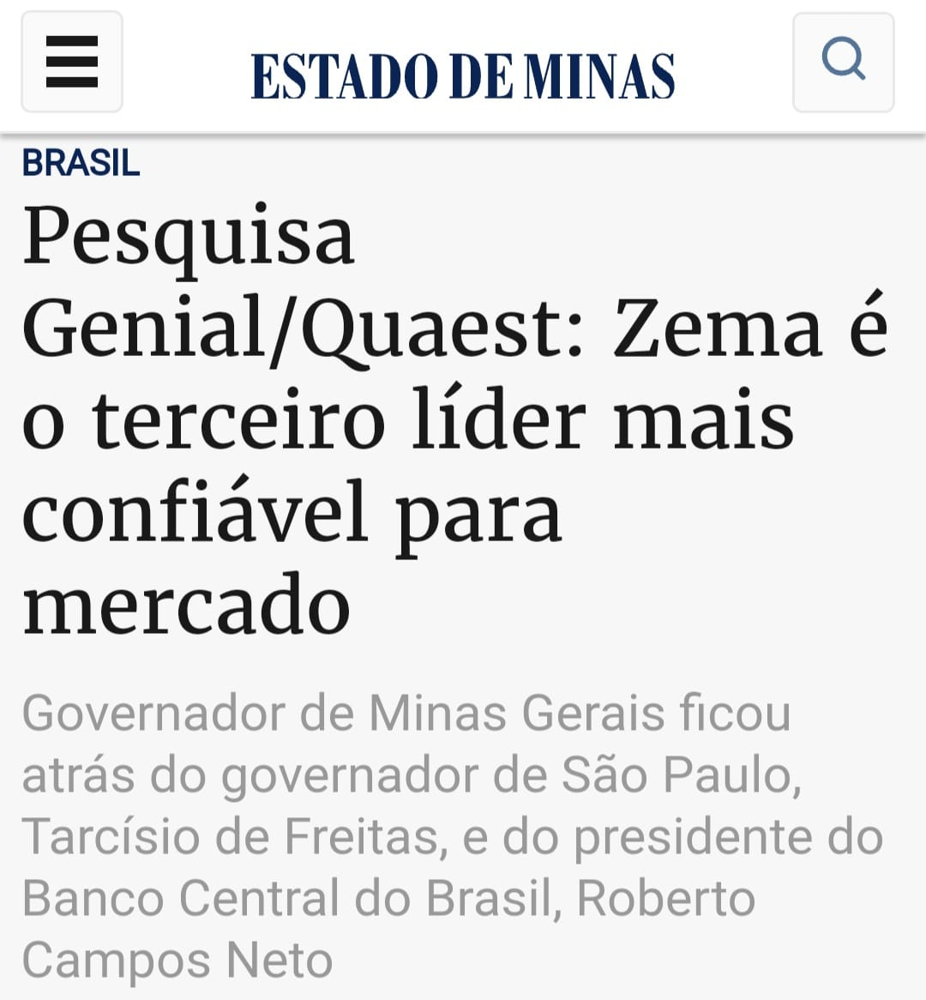 ESTADO DE MINAS
BRASIL
Pesquisa
Genial/Quaest: Zema é
o terceiro líder mais
confiável para
mercado
Governador de Minas Gerais ficou
atrás do governador de São Paulo,
Tarcísio de Freitas, e do presidente do
Banco Central do Brasil, Roberto
Campos Neto